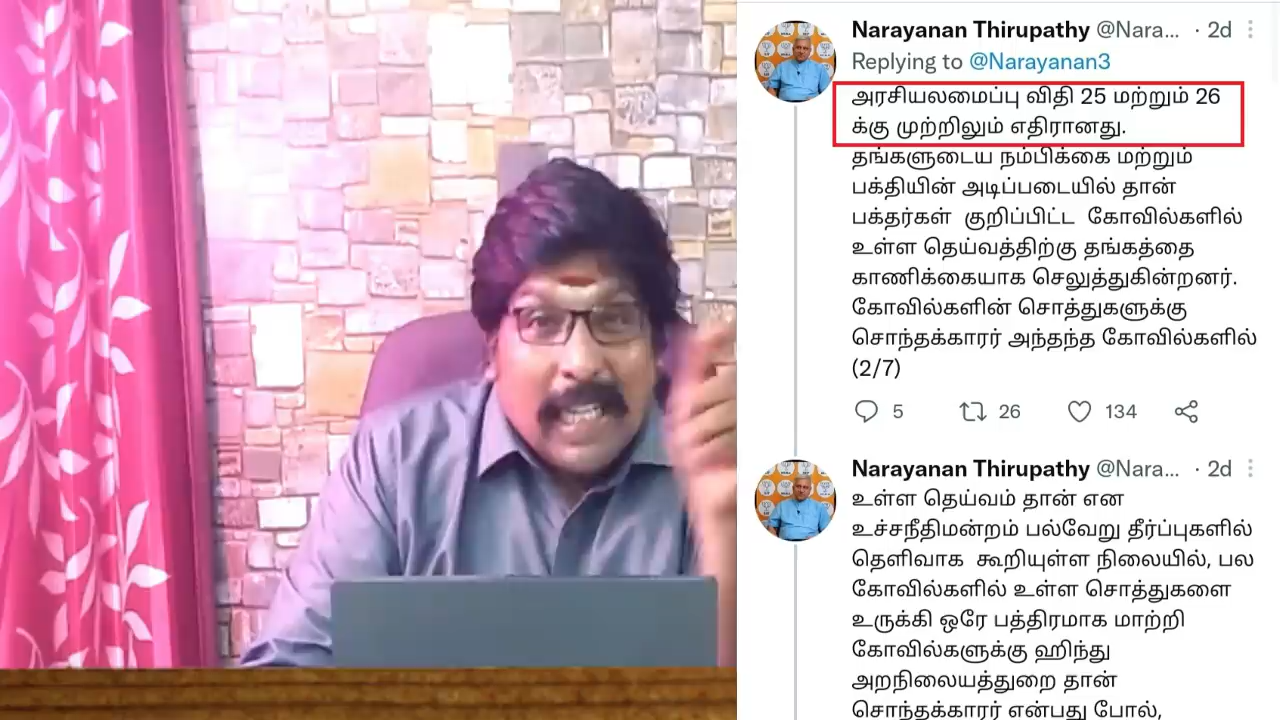 Narayanan Thirupathy @Nara... · 2d
Replying to @Narayanan3
அரசியலமைப்பு விதி 25 மற்றும் 26
க்கு முற்றிலும் எதிரானது.
தங்களுடைய நம்பிக்கை மற்றும்
பக்தியின் அடிப்படையில் தான்
பக்தர்கள் குறிப்பிட்ட கோவில்களில்
உள்ள தெய்வத்திற்கு தங்கத்தை
காணிக்கையாக செலுத்துகின்றனர்.
கோவில்களின் சொத்துகளுக்கு
சொந்தக்காரர் அந்தந்த கோவில்களில்
(2/7)
5 26 134
Narayanan Thirupathy @Nara... · 2d
உள்ள தெய்வம் தான் என
உச்சநீதிமன்றம் பல்வேறு தீர்ப்புகளில்
தெளிவாக கூறியுள்ள நிலையில், பல
கோவில்களில் உள்ள சொத்துகளை
உருக்கி ஒரே பத்திரமாக மாற்றி
கோவில்களுக்கு ஹிந்து
அறநிலையத்துறை தான்
சொந்தக்காரர் என்பது போல்,